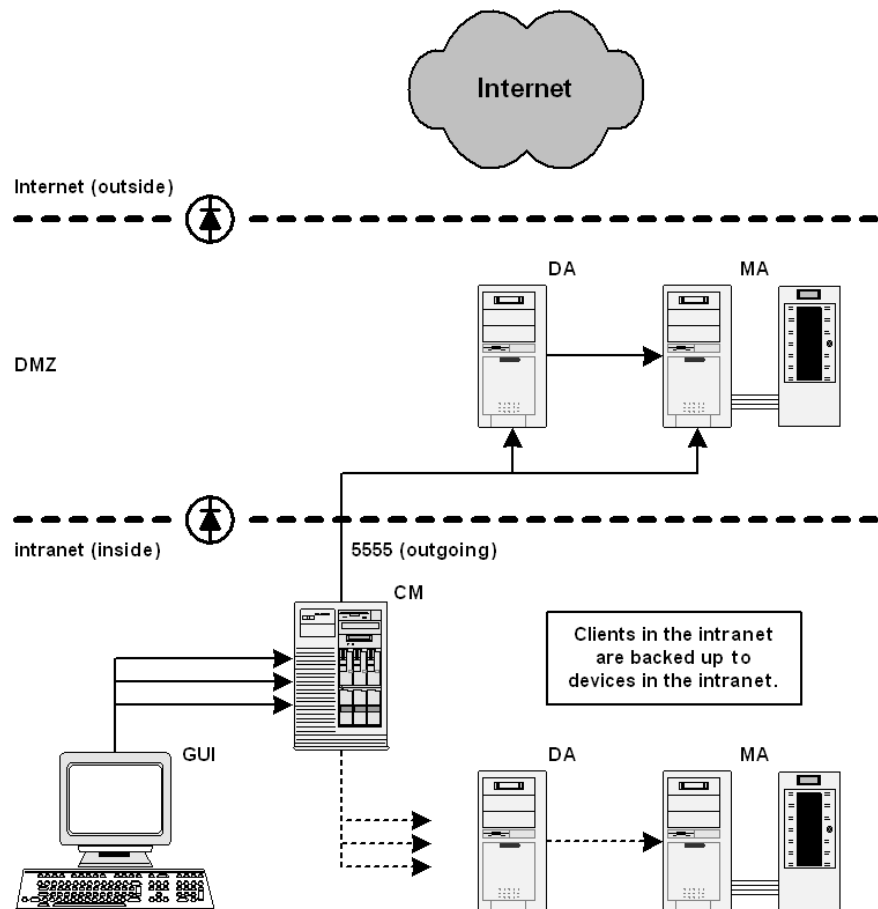 Internet
Internet (outside)
DA
MA
DMZ
intranet (inside)
5555 (outgoing)
CM
Clients in the intranet
are backed up to
devices in the intranet.
GUI
DA
MA